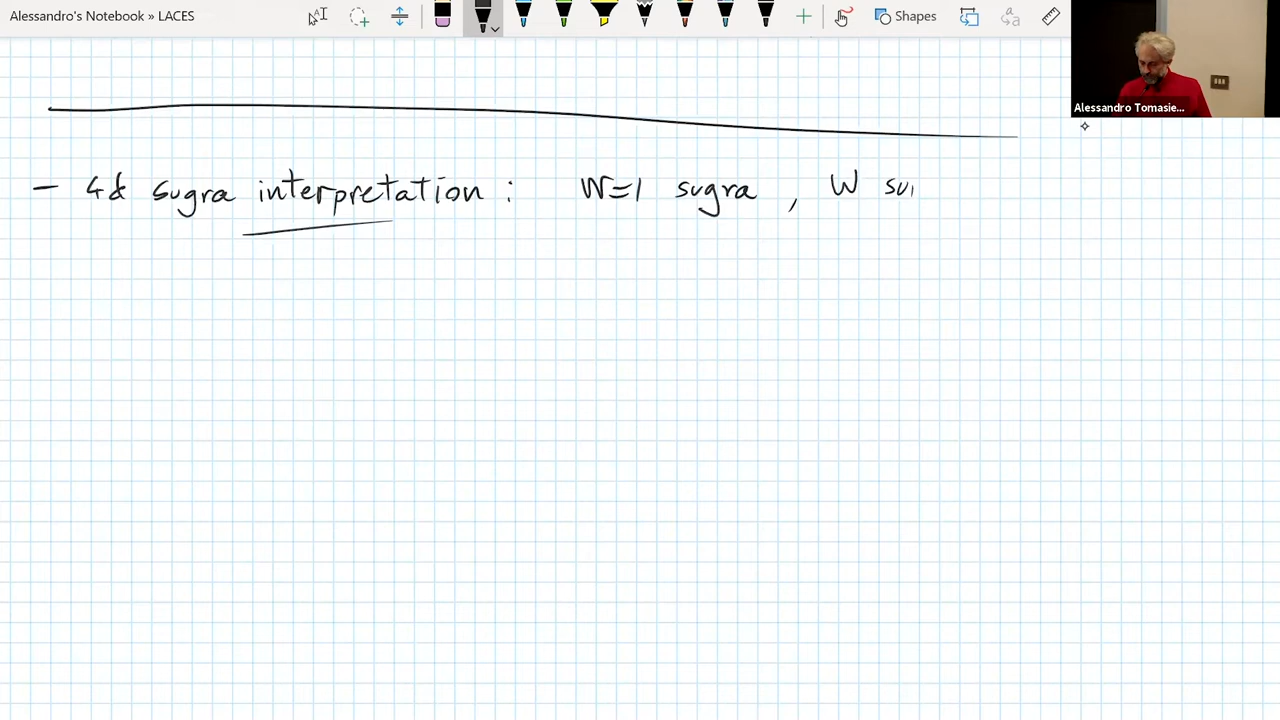 Alessandro's Notebook » LACES
Shapes
Alessandro Tomasie...
– 4d sugra interpretation : N=1 sugra , W su